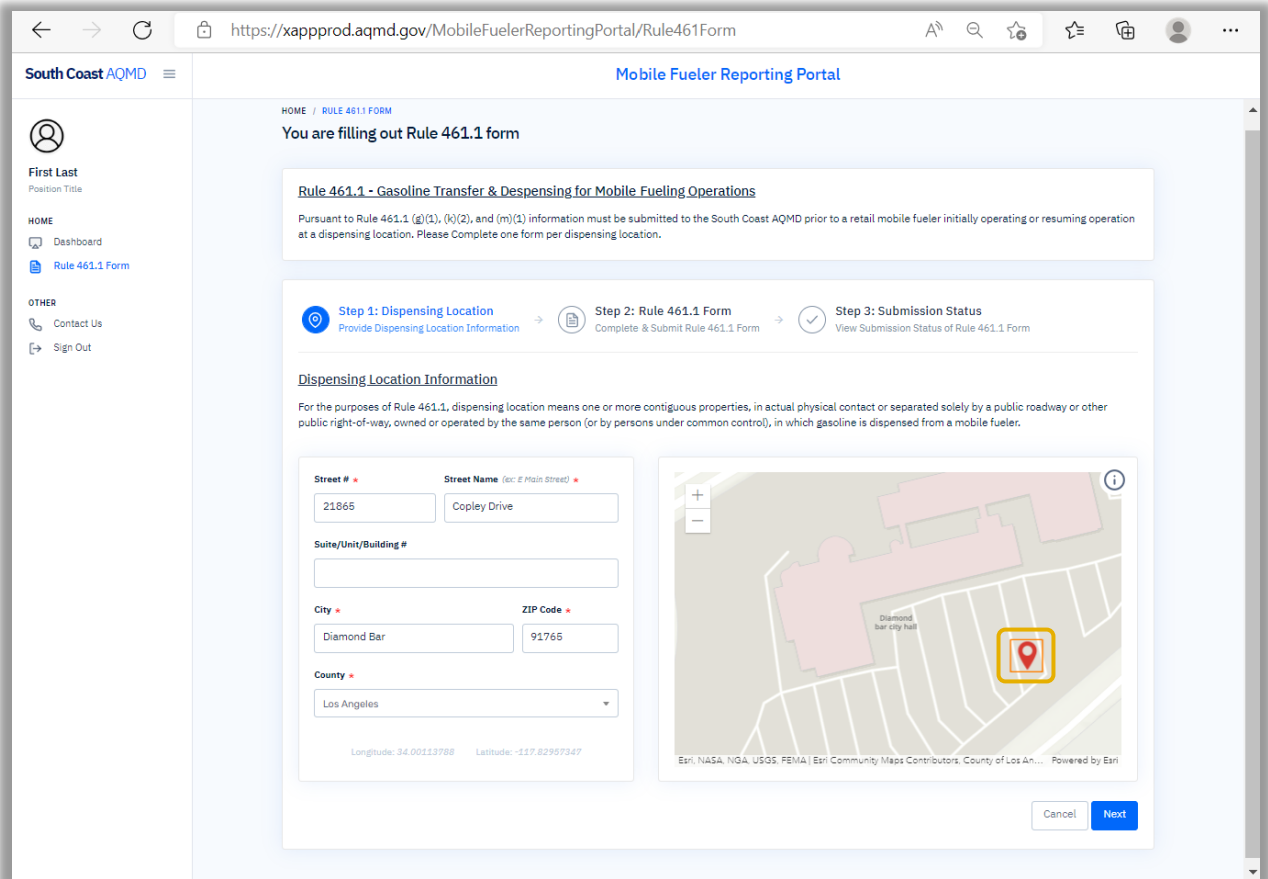 https://xappprod.aqmd.gov/MobileFuelerReportingPortal/Rule461Form
South Coast AQMD
Mobile Fueler Reporting Portal
First Last
Position Title
HOME
Dashboard
Rule 461.1 Form
OTHER
Contact Us
Sign Out
HOME / RULE 461.1 FORM
You are filling out Rule 461.1 form
Rule 461.1 - Gasoline Transfer & Despensing for Mobile Fueling Operations
Pursuant to Rule 461.1 (g)(1), (k)(2), and (m)(1) information must be submitted to the South Coast AQMD prior to a retail mobile fueler initially operating or resuming operation
at a dispensing location. Please Complete one form per dispensing location.
Step 1: Dispensing Location
Provide Dispensing Location Information
Step 2: Rule 461.1 Form
Complete & Submit Rule 461.1 Form
Step 3: Submission Status
View Submission Status of Rule 461.1 Form
Dispensing Location Information
For the purposes of Rule 461.1, dispensing location means one or more contiguous properties, in actual physical contact or separated solely by a public roadway or other
public right-of-way, owned or operated by the same person (or by persons under common control), in which gasoline is dispensed from a mobile fueler.
Street # * Street Name (ex: E Main Street) *
21865 Copley Drive
Suite/Unit/Building #
City * ZIP Code *
Diamond Bar 91765
County *
Los Angeles
Longitude: 34.00113788 Latitude: -117.82957347
Diamond
bar city hall
Esri, NASA, NGA, USGS, FEMA | Esri Community Maps Contributors, County of Los An... Powered by Esri
Cancel Next